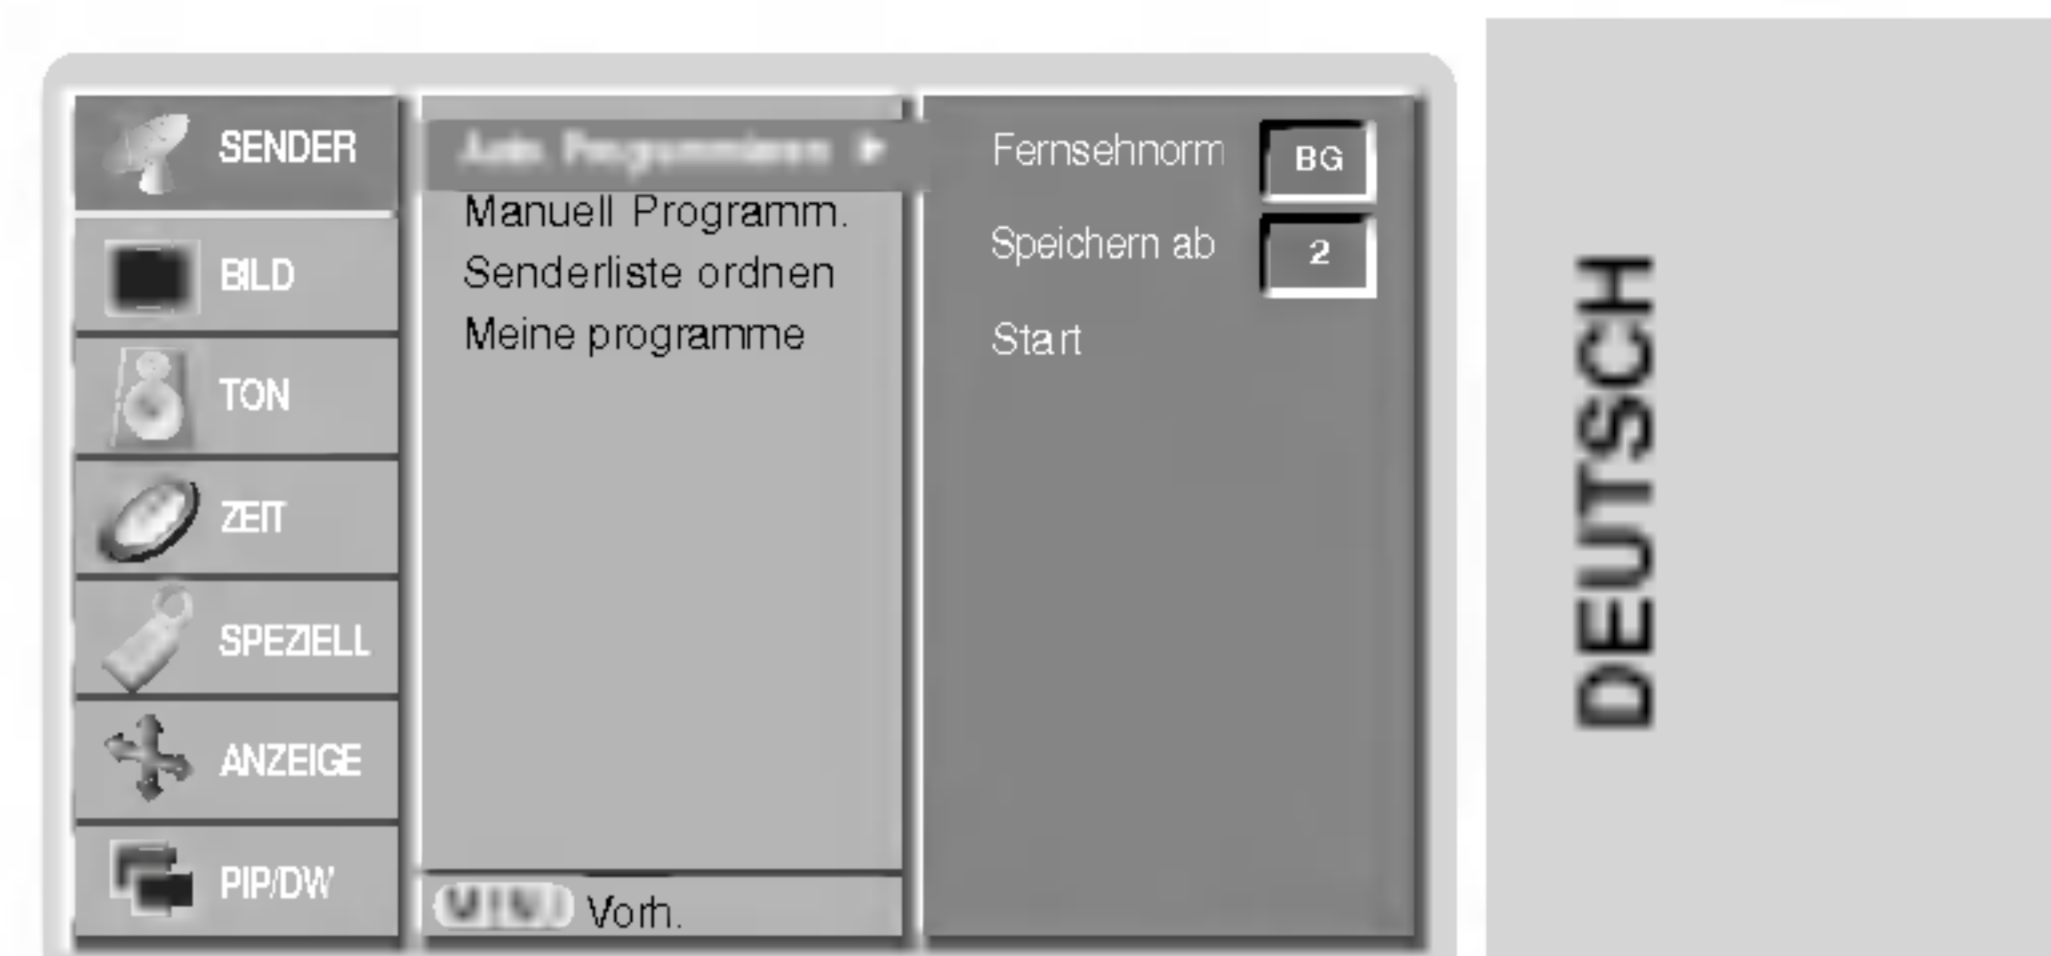 SENDER
BILD
TON
ZEIT
SPEZIELL
ANZEIGE
PIP/DW
Manuell Programm.
Senderliste ordnen
Meine programme
Vorh.
Fernsehnorm BG
Speichern ab 2
Start
DEUTSCH